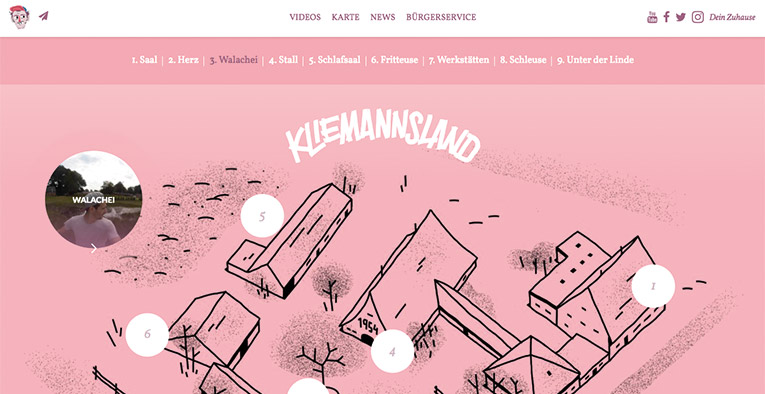 VIDEOS KARTE NEWS BÜRGERSERVICE
You Tube Dein Zuhause
1. Saal | 2. Herz | 3. Walachei | 4. Stall | 5. Schlafsaal | 6. Fritteuse | 7. Werkstätten | 8. Schleuse | 9. Unter der Linde
KLIEMANNSLAND
WALACHEI
5
1
1954
6
4